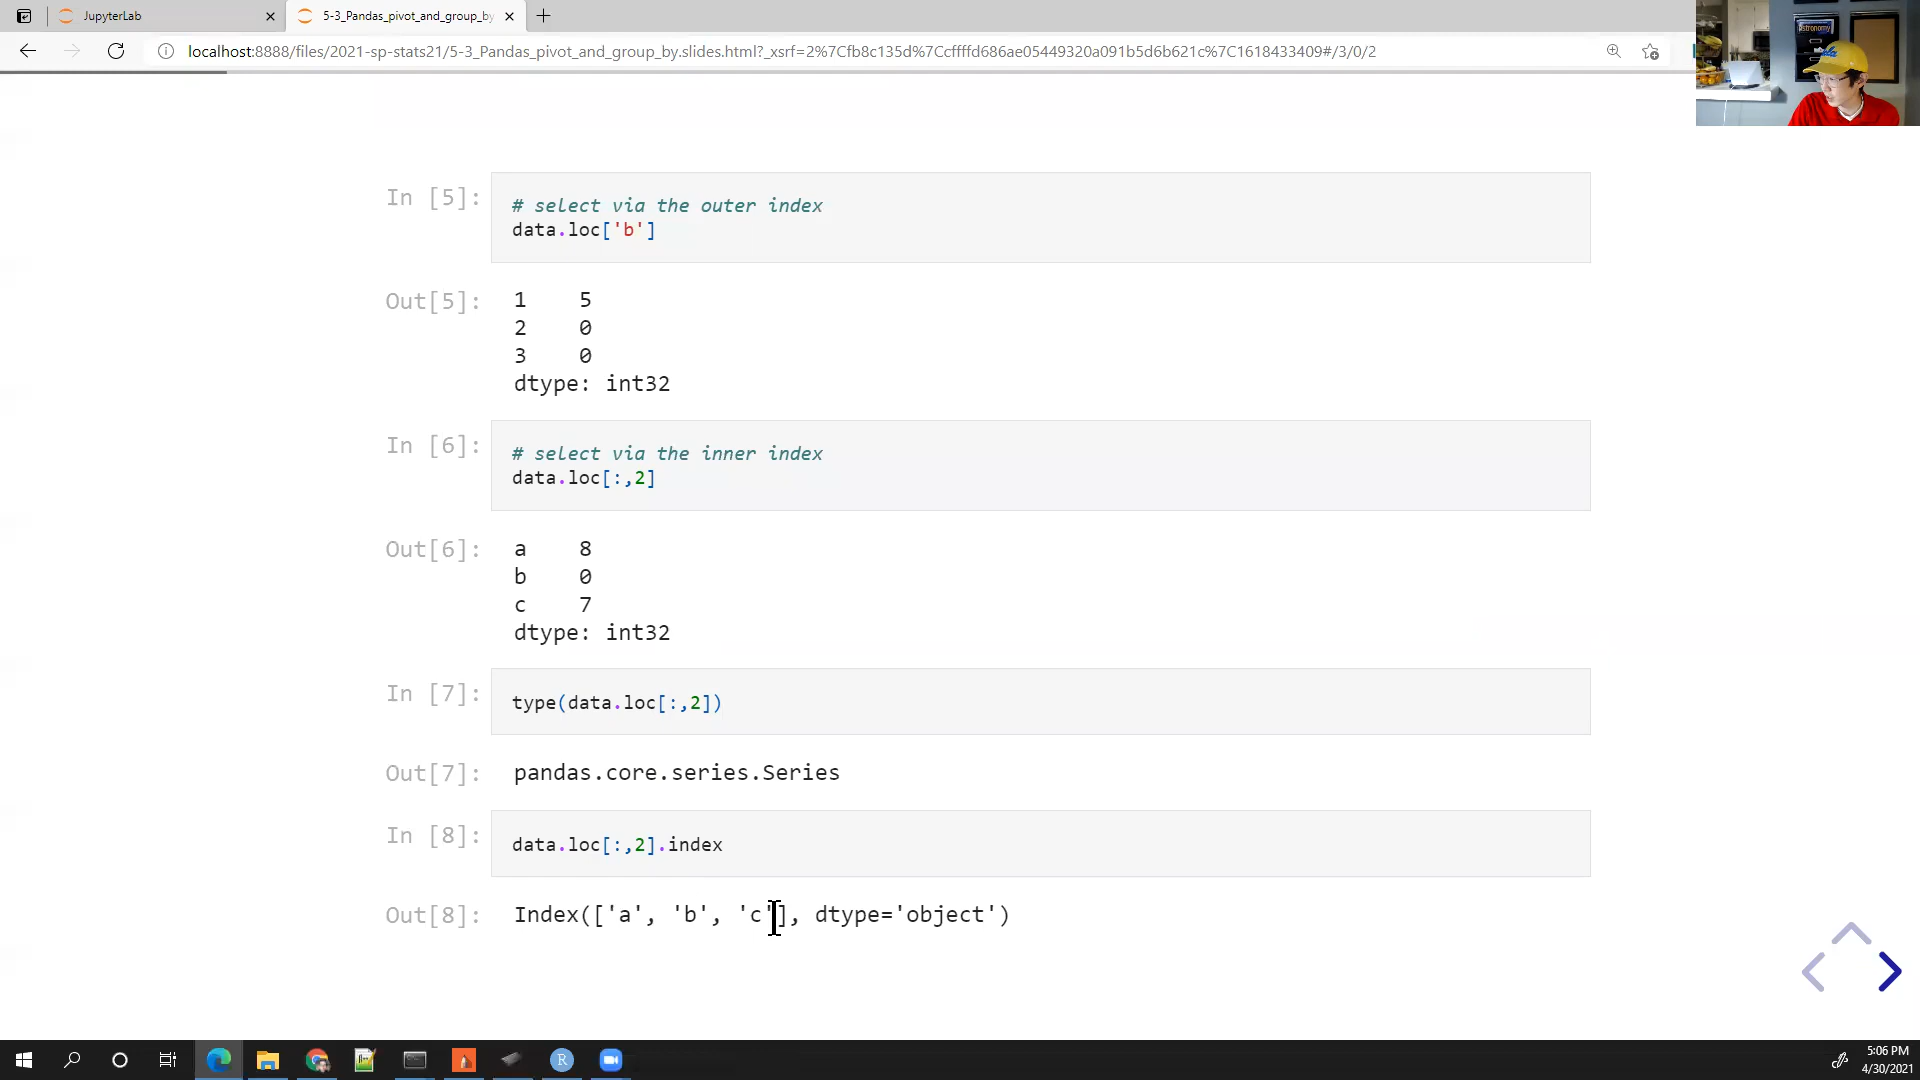 JupyterLab
5-3_Pandas_pivot_and_group_by
localhost:8888/files/2021-sp-stats21/5-3_Pandas_pivot_and_group_by.slides.html?_xsrf=2%7Cfb8c135d%7Ccffffd686ae05449320a091b5d6b621c%7C1618433409#/3/0/2
Astronomy
In [5]:
# select via the outer index
data.loc['b']
Out[5]:
1 5
2 0
3 0
dtype: int32
In [6]:
# select via the inner index
data.loc[:,2]
Out[6]:
a 8
b 0
c 7
dtype: int32
In [7]:
type(data.loc[:,2])
Out[7]:
pandas.core.series.Series
In [8]:
data.loc[:,2].index
Out[8]:
Index(['a', 'b', 'c'], dtype='object')
R
5:06 PM
4/30/2021